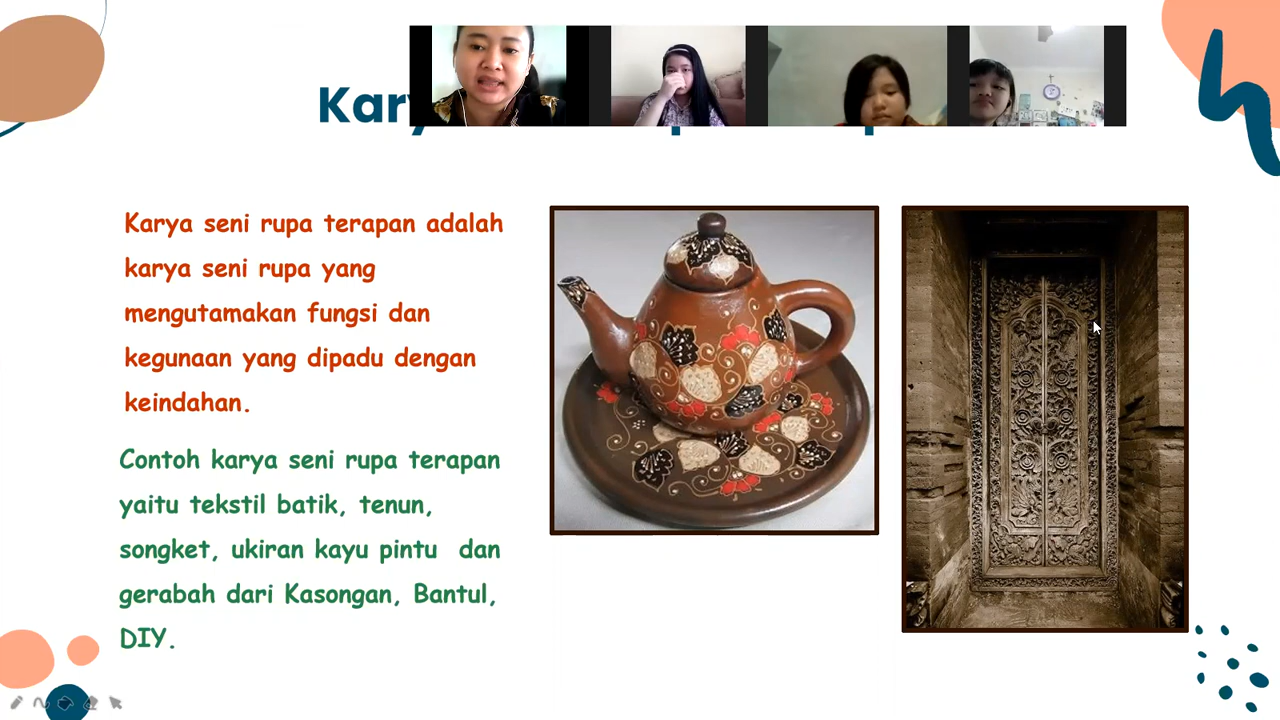 Karya seni rupa terapan adalah
karya seni rupa yang
mengutamakan fungsi dan
kegunaan yang dipadu dengan
keindahan.
Contoh karya seni rupa terapan
yaitu tekstil batik, tenun,
songket, ukiran kayu pintu dan
gerabah dari Kasongan, Bantul,
DIY.